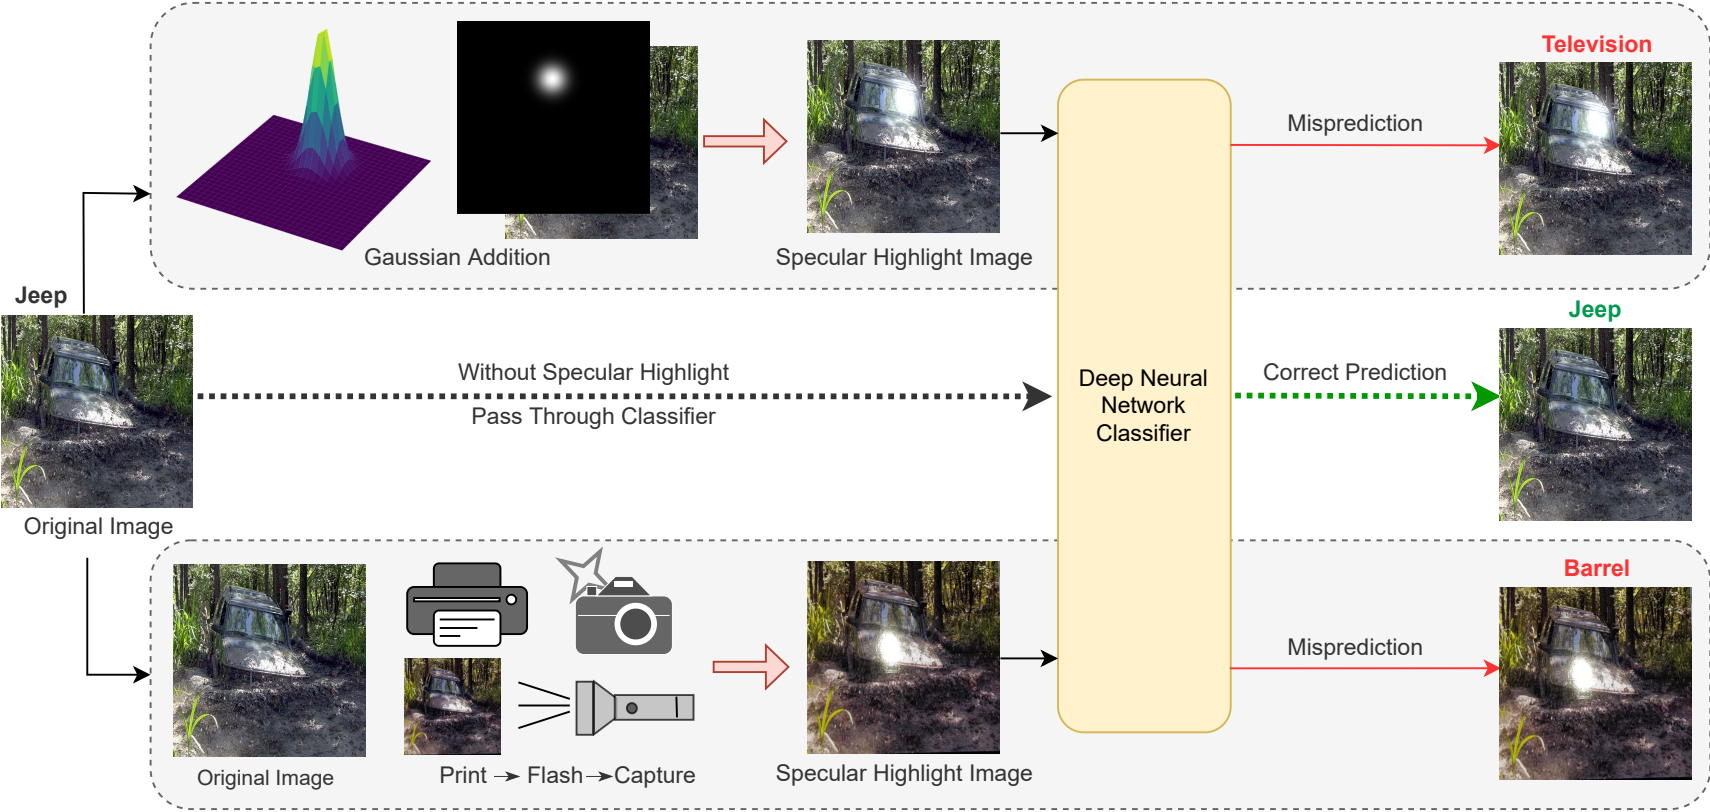 Television
Misprediction
Gaussian Addition
Specular Highlight Image
Jeep
Original Image
Without Specular Highlight
Pass Through Classifier
Deep Neural
Network
Classifier
Correct Prediction
Jeep
Barrel
Misprediction
Original Image
Print Flash Capture
Specular Highlight Image